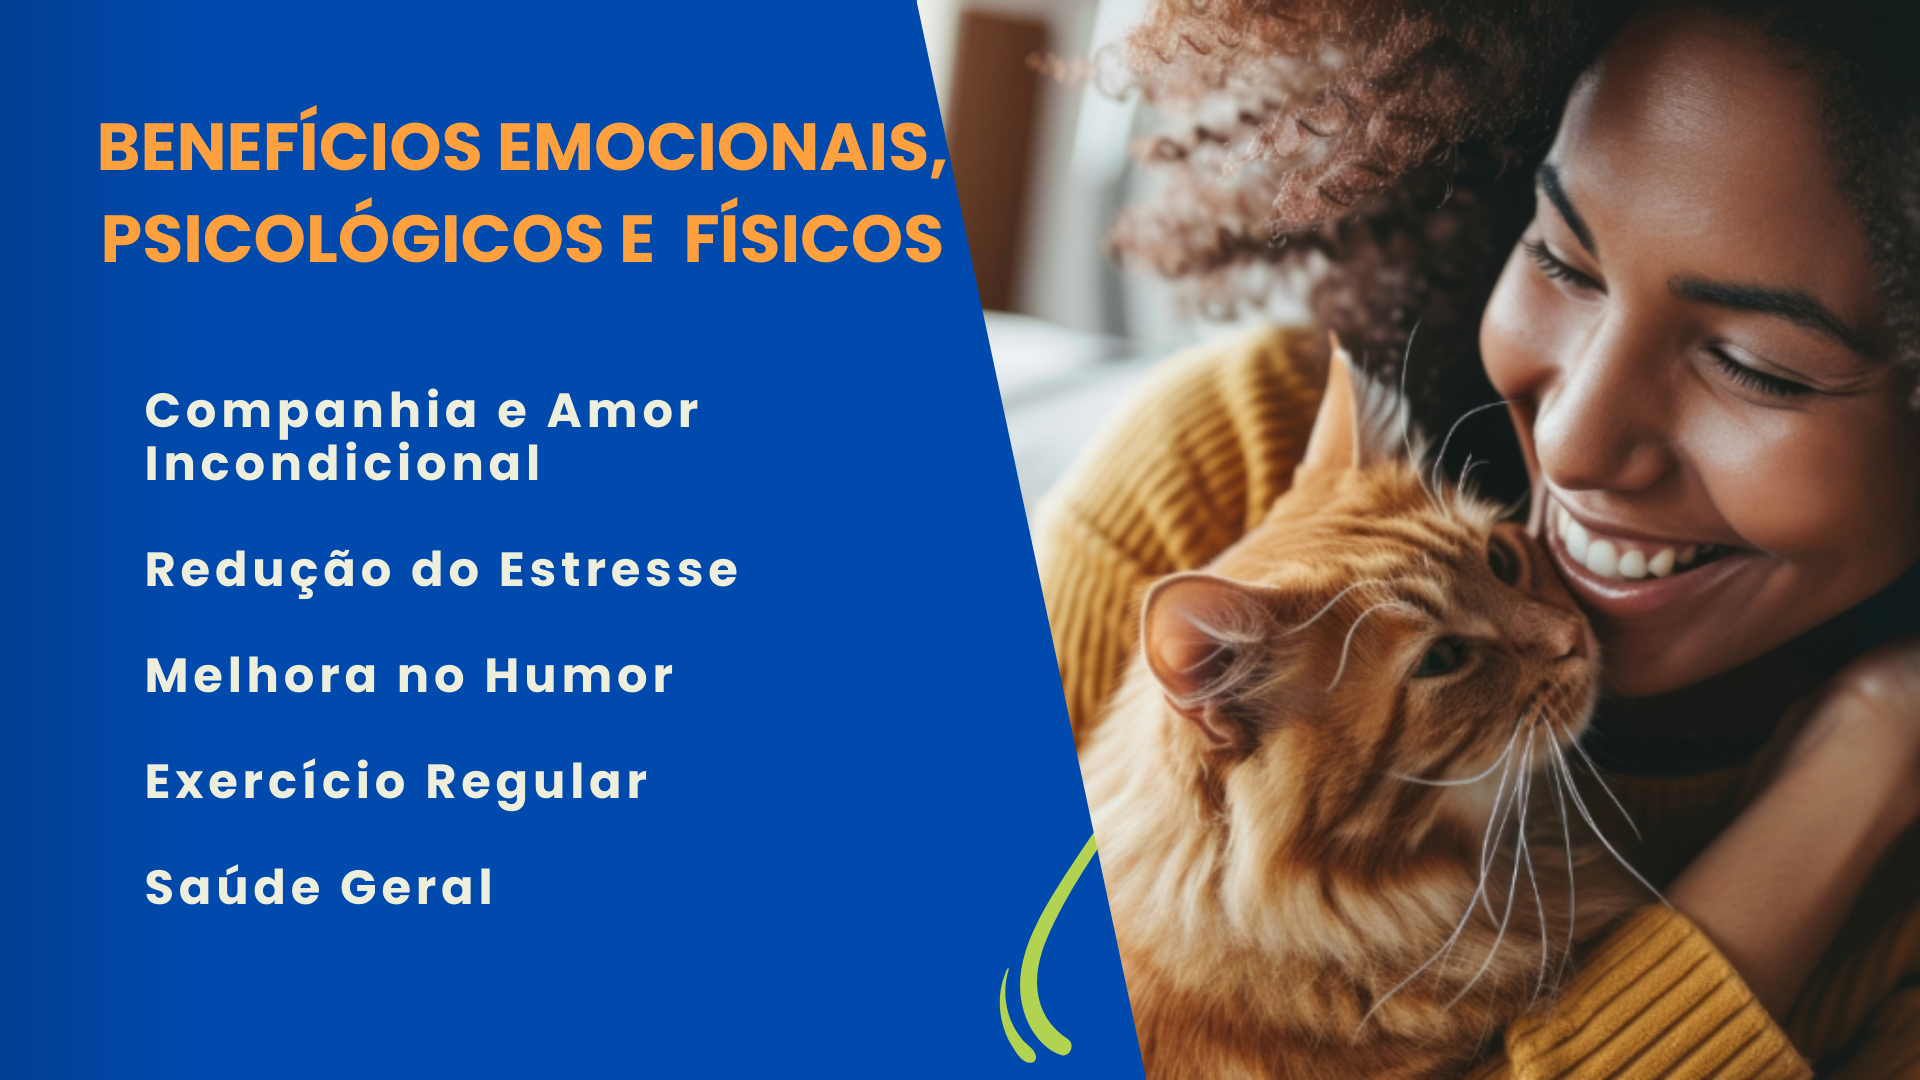 BENEFÍCIOS EMOCIONAIS,
PSICOLÓGICOS E FÍSICOS
Companhia e Amor
Incondicional
Redução do Estresse
Melhora no Humor
Exercício Regular
Saúde Geral